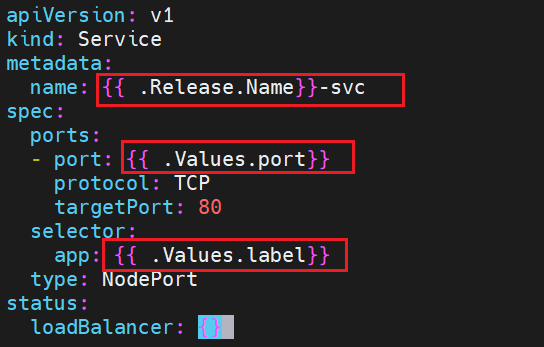 apiVersion: v1
kind: Service
metadata:
  name: {{ .Release.Name}}-svc
spec:
  ports:
  - port: {{ .Values.port}}
    protocol: TCP
    targetPort: 80
  selector:
    app: {{ .Values.label}}
  type: NodePort
status:
  loadBalancer: {}